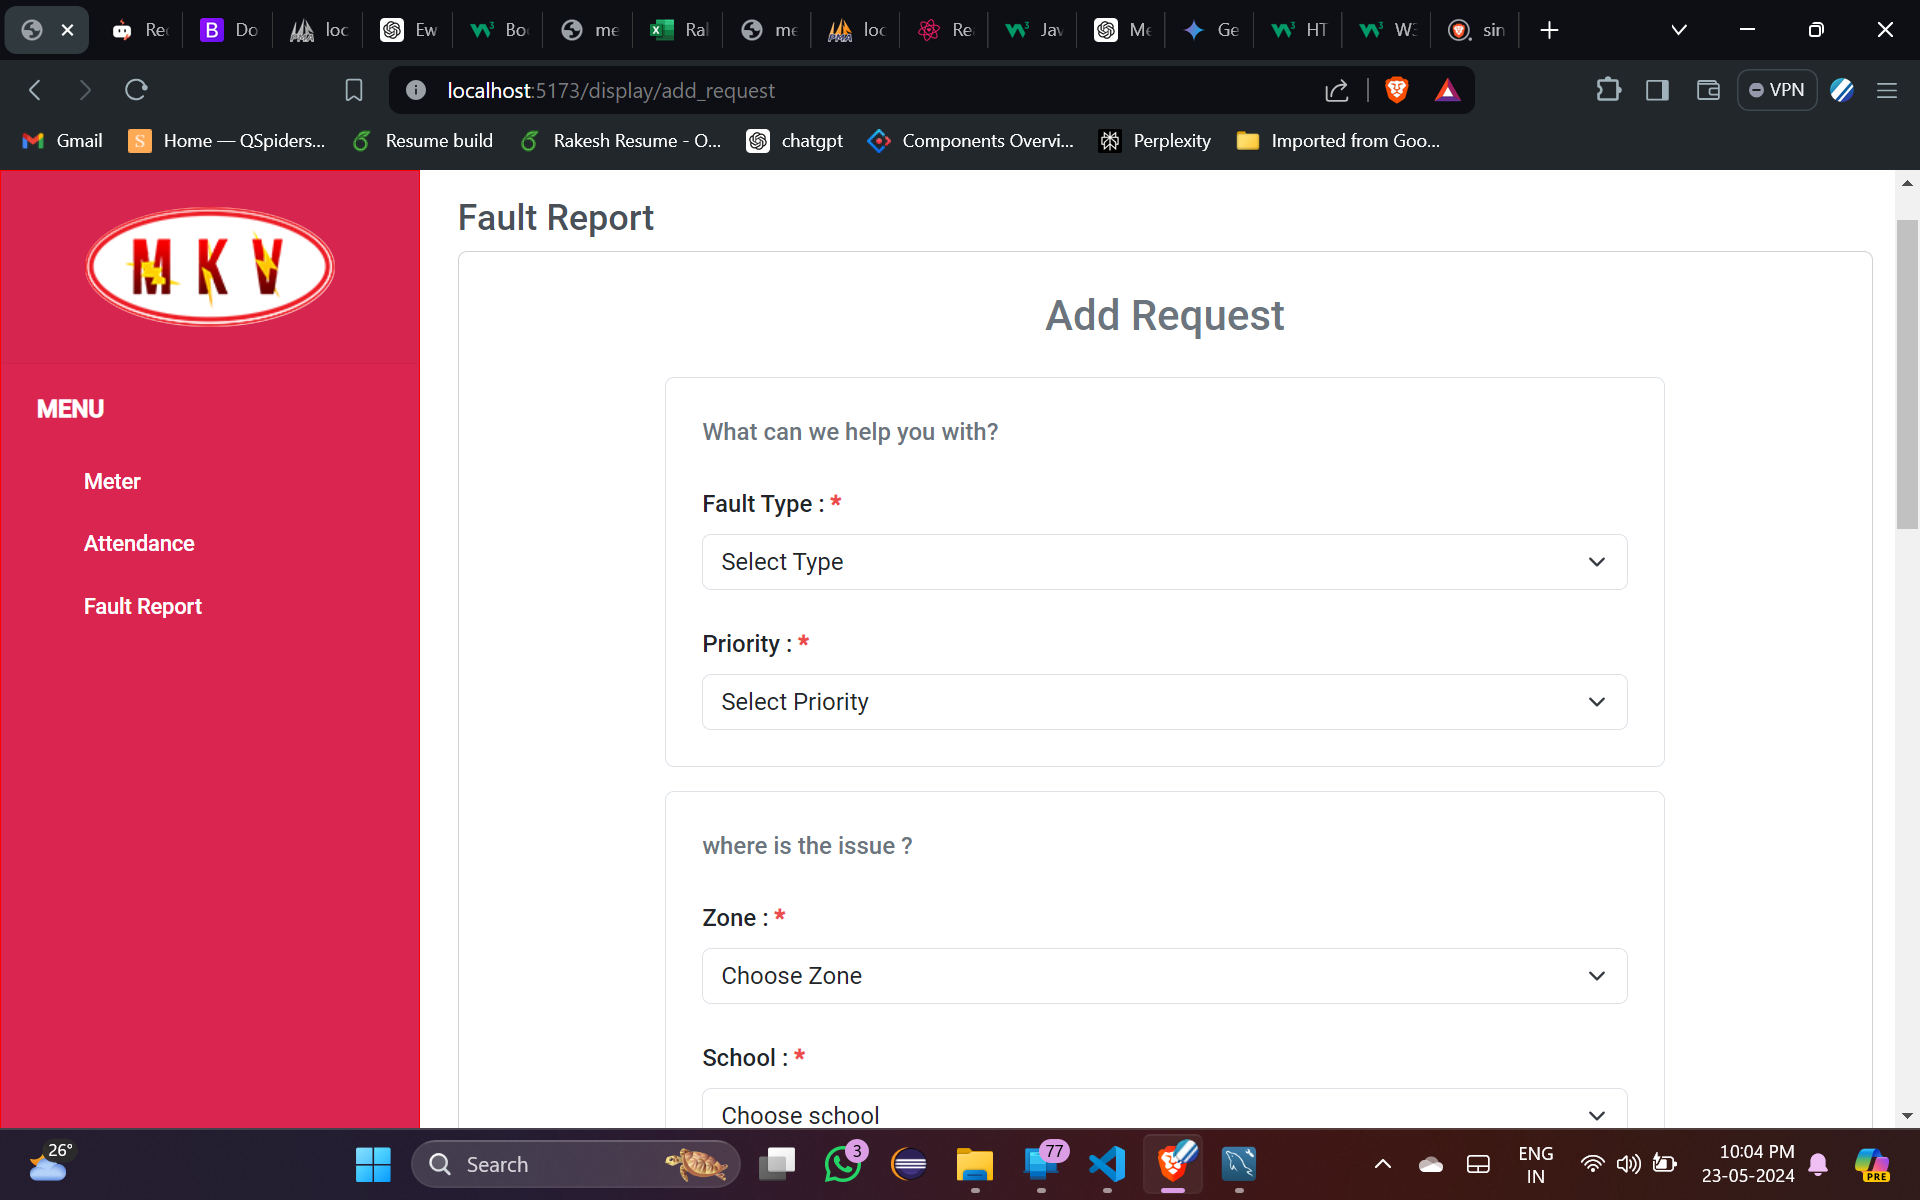 Rec
B Do
loc
Ew
Bo
me
Ral
me
loc
Re
Jav
Me
Ge
HT
W3
sin
localhost:5173/display/add_request
VPN
Gmail
Home — QSpiders...
Resume build
Rakesh Resume - O...
chatgpt
Components Overvi...
Perplexity
Imported from Goo...
MKV
MENU
Meter
Attendance
Fault Report
Fault Report
Add Request
What can we help you with?
Fault Type : *
Select Type
Priority : *
Select Priority
where is the issue ?
Zone : *
Choose Zone
School : *
Choose school
26°
Search
3
77
ENG
IN
10:04 PM
23-05-2024
PRE